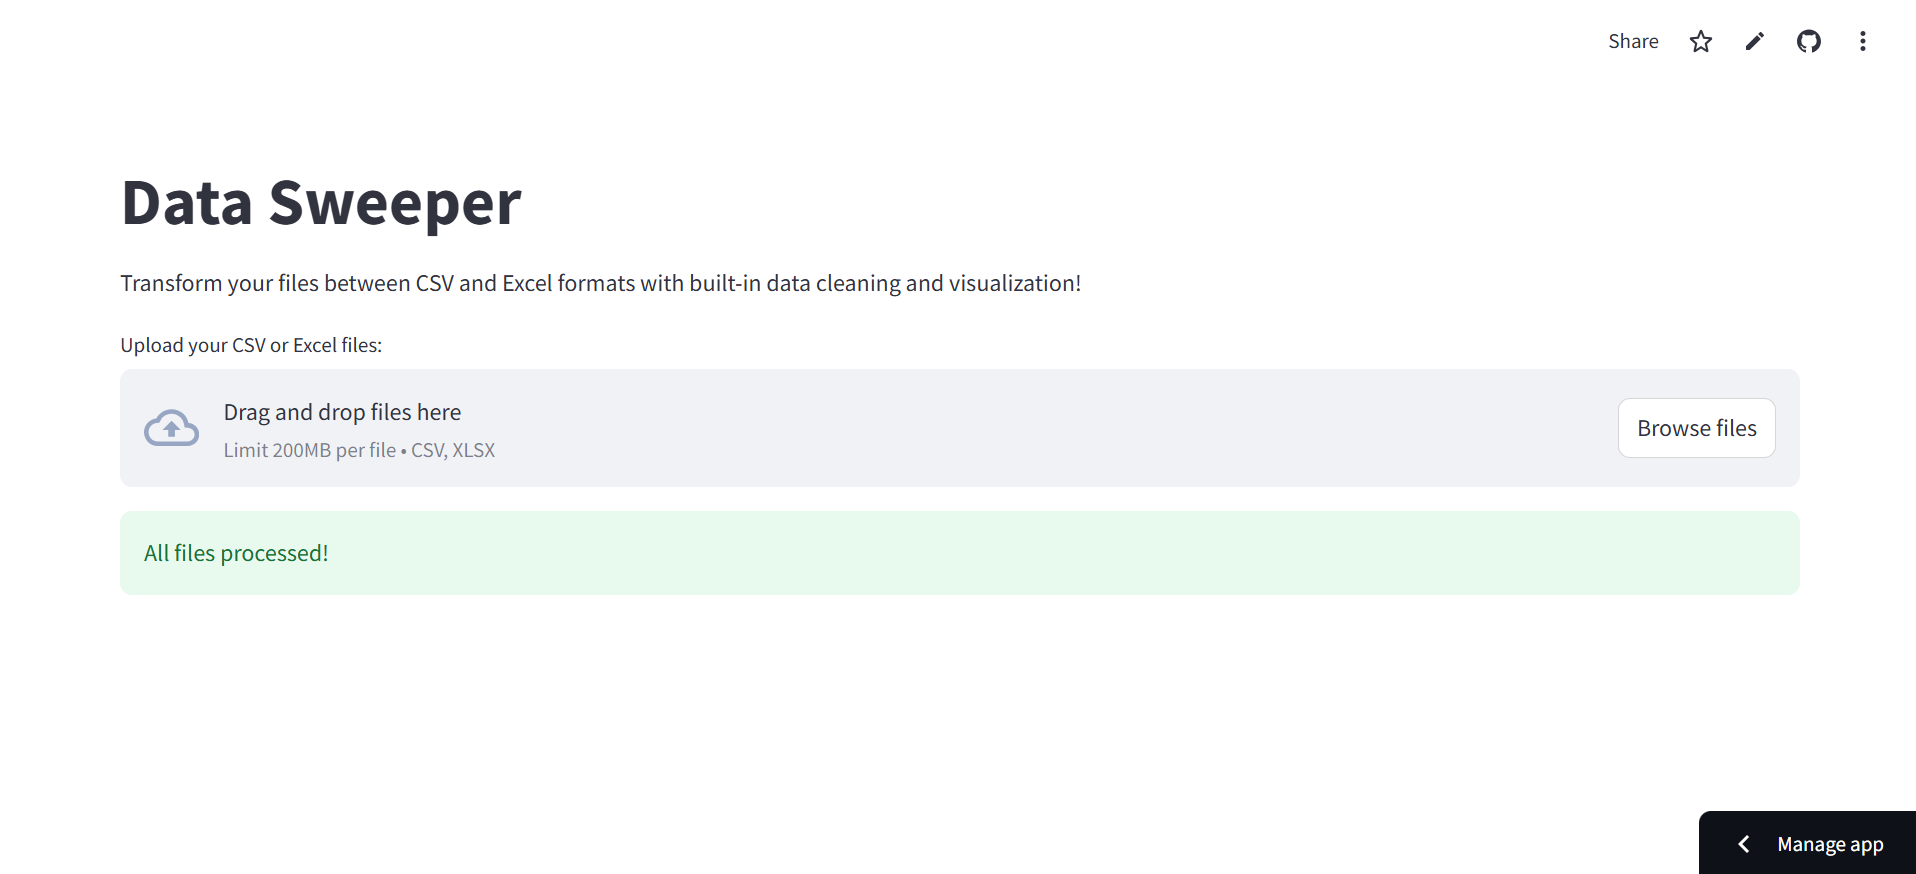 Share
Data Sweeper
Transform your files between CSV and Excel formats with built-in data cleaning and visualization!
Upload your CSV or Excel files:
Drag and drop files here
Limit 200MB per file • CSV, XLSX
Browse files
All files processed!
Manage app